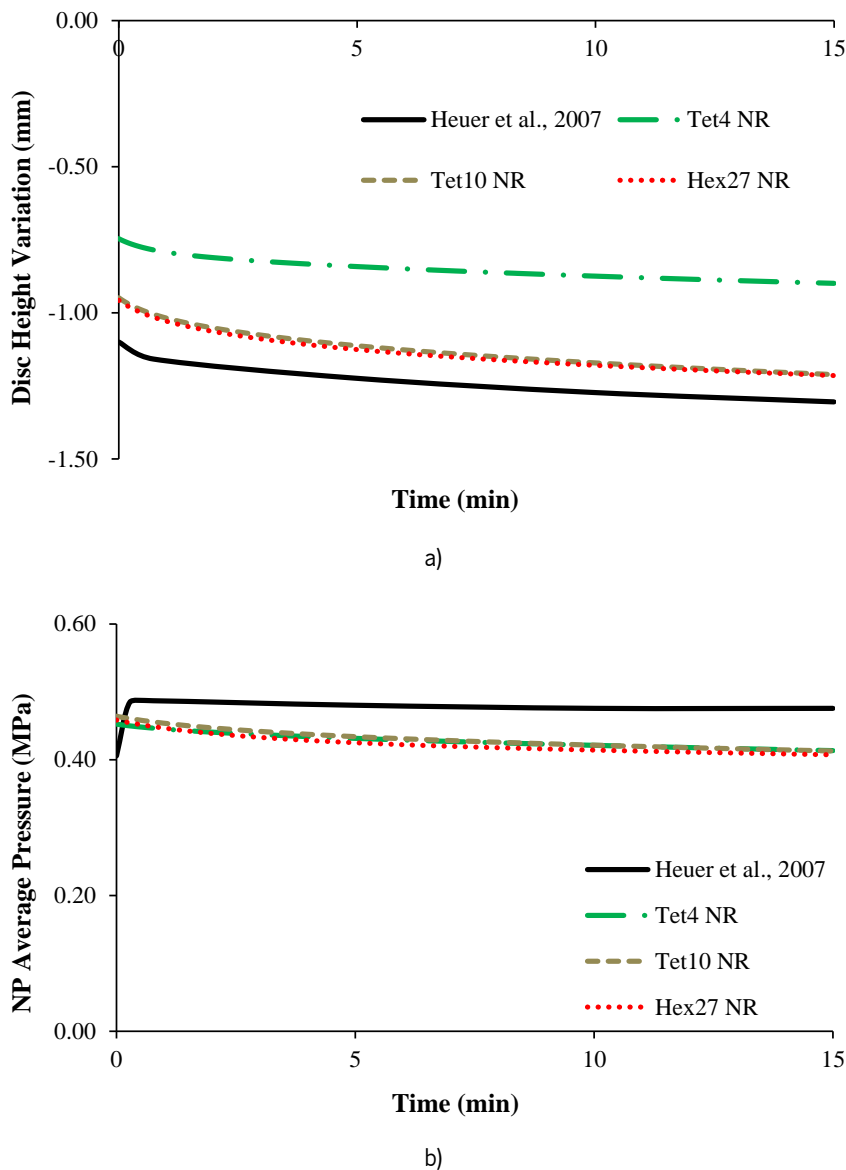 0.00
0
5
10
15
Heuer et al., 2007
Tet4 NR
-0.50
Tet10 NR
Hex27 NR
-1.00
-1.50
Disc Height Variation (mm)
Time (min)
a)
0.60
0.40
0.20
0.00
NP Average Pressure (MPa)
Heuer et al., 2007
Tet4 NR
Tet10 NR
Hex27 NR
0
5
10
15
Time (min)
b)